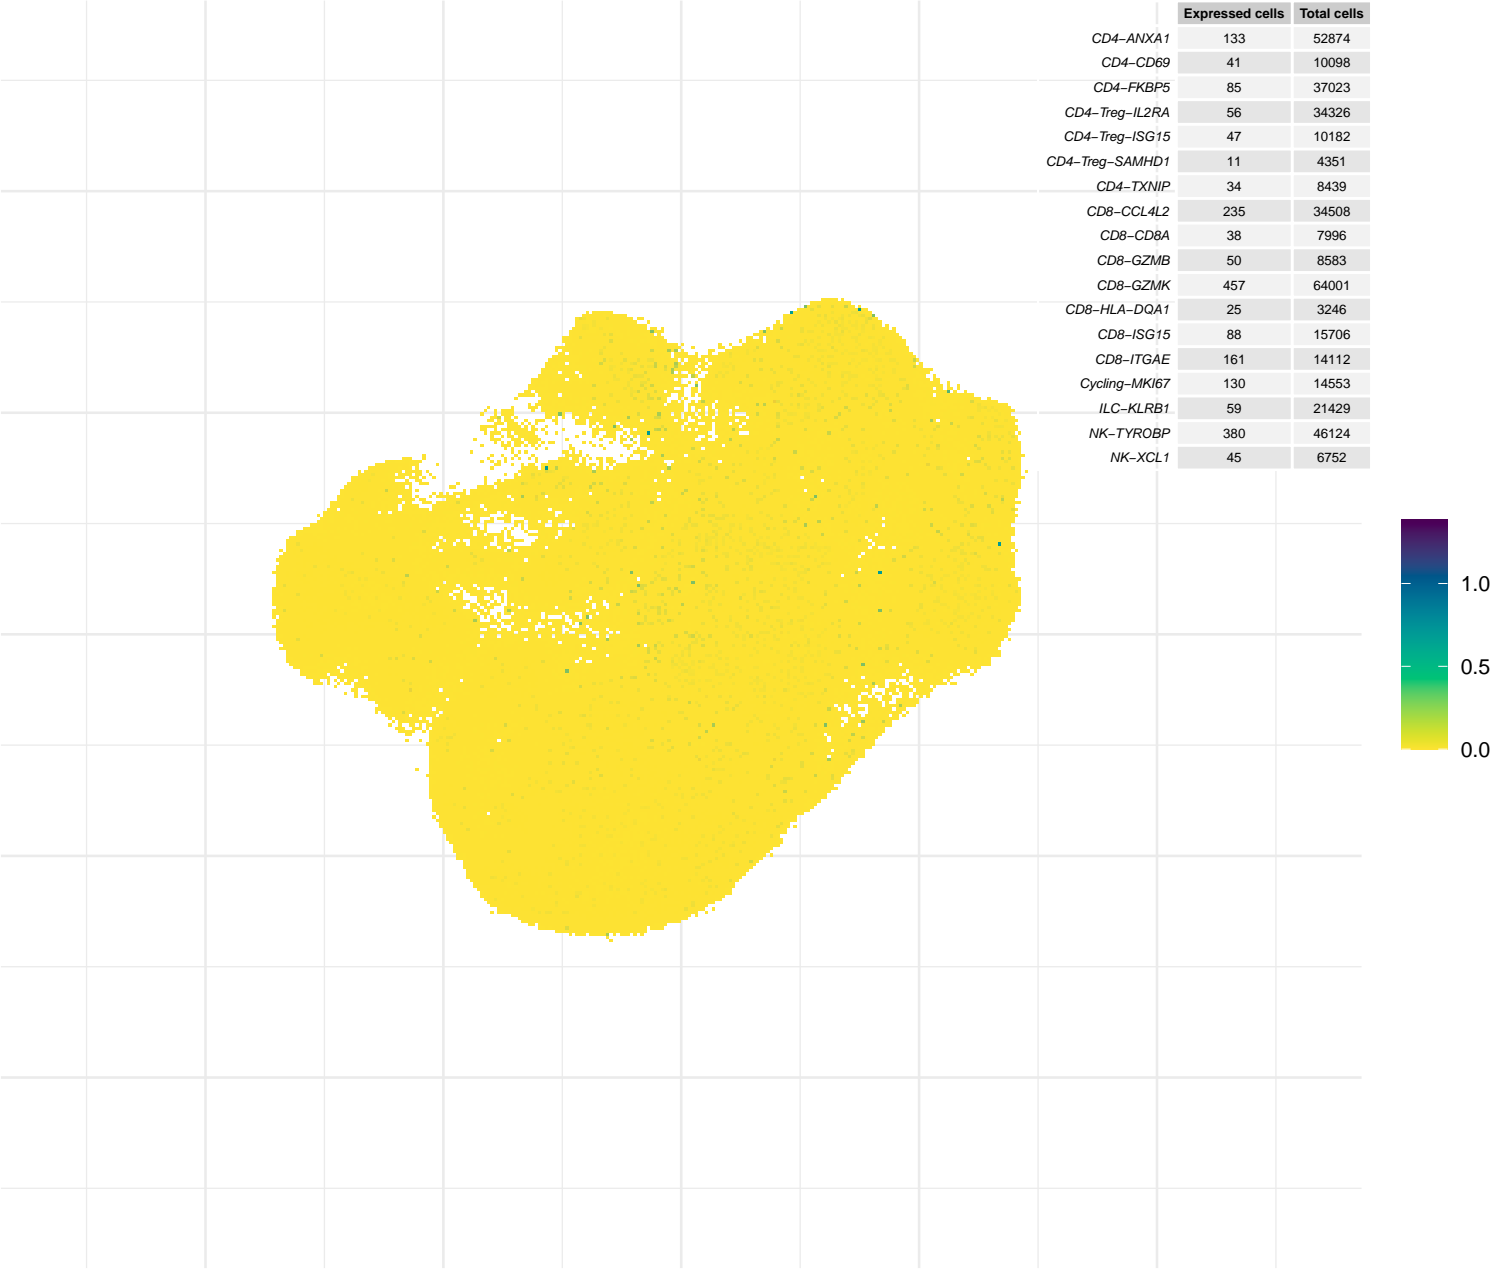 Expressed cells Total cells
CD4−ANXA1 133 52874
CD4−CD69 41 10098
CD4−FKBP5 85 37023
CD4−Treg−IL2RA 56 34326
CD4−Treg−ISG15 47 10182
CD4−Treg−SAMHD1 11 4351
CD4−TXNIP 34 8439
CD8−CCL4L2 235 34508
CD8−CD8A 38 7996
CD8−GZMB 50 8583
CD8−GZMK 457 64001
CD8−HLA−DQA1 25 3246
CD8−ISG15 88 15706
CD8−ITGAE 161 14112
Cycling−MKI67 130 14553
ILC−KLRB1 59 21429
NK−TYROBP 380 46124
NK−XCL1 45 6752
1.0
0.5
0.0